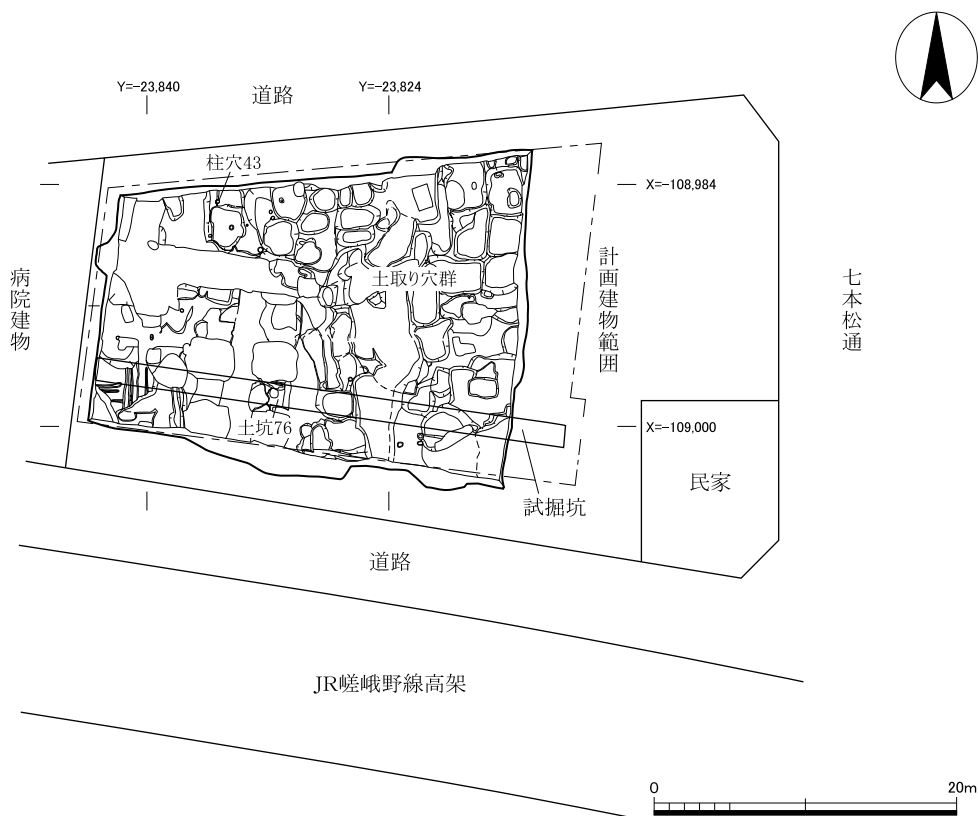 Y=-23,840
Y=-23,824
道路
柱穴43
X=-108,984
土取り穴群
病院建物
計画建物範囲
七本松通
土坑76
X=-109,000
民家
試掘坑
道路
JR嵯峨野線高架
0
20m